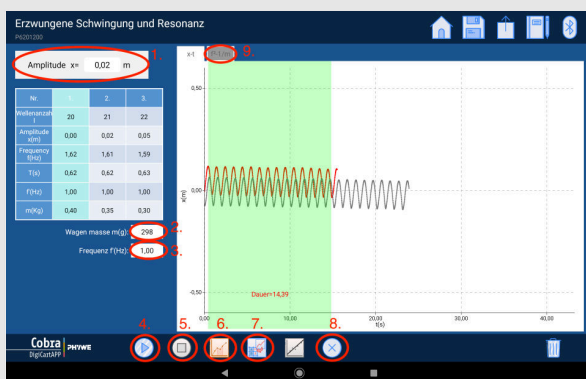 Erzwungene Schwingung und Resonanz
P6201200
Amplitude x= 0,02 m
1.
x-t
F-1/m
9.
Nr. 1. 2. 3.
Wellenanzahl 20 21 22
Amplitude x(m) 0,00 0,02 0,05
Frequency f(Hz) 1,62 1,61 1,59
T(s) 0,62 0,62 0,63
f'(Hz) 1,00 1,00 1,00
m(Kg) 0,40 0,35 0,30
Wagen masse m(g): 298
2.
Frequenz f'(Hz): 1,00
3.
x(m)
0,50
0,00
-0,50
Dauer=14,39
0,00 10,00 20,00 30,00 40,00
t(s)
4. 5. 6. 7. 8.
Cobra
DigiCartAPP
PHYWE